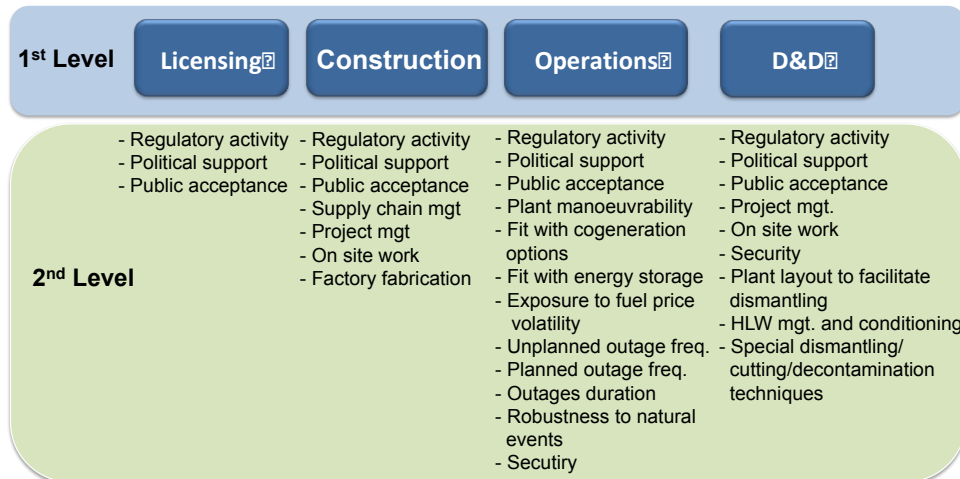 1st Level
Licensing⍰
Construction
Operations⍰
D&D⍰
2nd Level
- Regulatory activity
- Political support
- Public acceptance
- Regulatory activity
- Political support
- Public acceptance
- Supply chain mgt
- Project mgt
- On site work
- Factory fabrication
- Regulatory activity
- Political support
- Public acceptance
- Plant manoeuvrability
- Fit with cogeneration
options
- Fit with energy storage
- Exposure to fuel price
volatility
- Unplanned outage freq.
- Planned outage freq.
- Outages duration
- Robustness to natural
events
- Secutiry
- Regulatory activity
- Political support
- Public acceptance
- Project mgt.
- On site work
- Security
- Plant layout to facilitate
dismantling
- HLW mgt. and conditioning
- Special dismantling/
cutting/decontamination
techniques